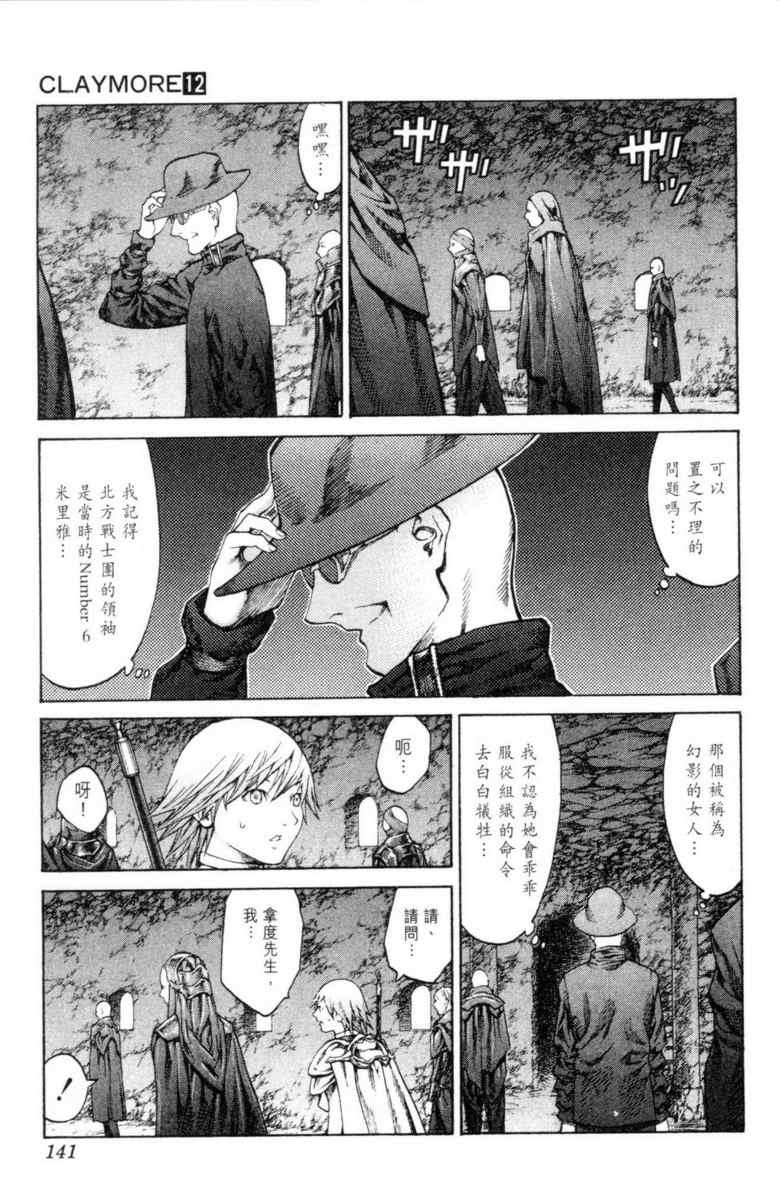 CLAYMORE 12
ザッ
ザッ
ザッ
嘿
嘿…
可以
置之不理的
問題嗎…
我記得
北方戰士團的領袖
是當時的Number 6
米里雅…
那個被稱為
幻影的女人…
我不認為她會乖乖
服從組織的命令
去白白犧牲…
呃…
呀！
請、
請問…
拿度先生，
我…
！
141